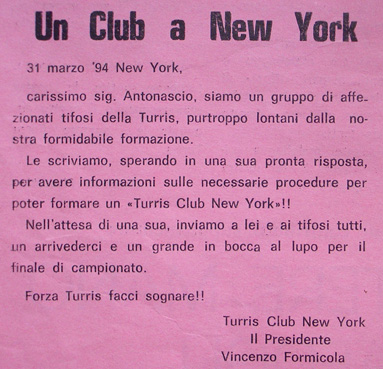 Un Club a New York
31 marzo '94 New York,
carissimo sig. Antonascio, siamo un gruppo di affe-
zionati tifosi della Turris, purtroppo lontani dalla no-
stra formidabile formazione.
Le scriviamo, sperando in una sua pronta risposta,
per avere informazioni sulle necessarie procedure per
poter formare un «Turris Club New York»!!
Nell'attesa di una sua, inviamo a lei e ai tifosi tutti,
un arrivederci e un grande in bocca al lupo per il
finale di campionato.
Forza Turris facci sognare!!
Turris Club New York
Il Presidente
Vincenzo Formicola